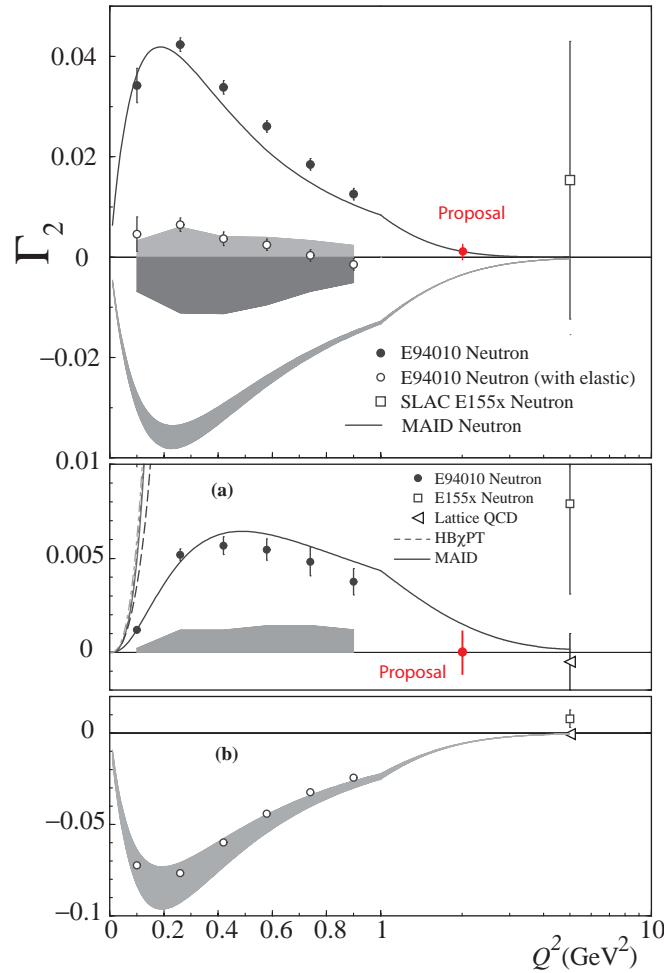 0.04
0.02
Proposal
Γ2
0
E94010 Neutron
−0.02
E94010 Neutron (with elastic)
SLAC E155x Neutron
MAID Neutron
0.01
0.01
(a)
E94010 Neutron
E155x Neutron
Lattice QCD
HBχPT
0.005
MAID
0
Proposal
0
(b)
−0.05
−0.1
0 0.2 0.4 0.6 0.8 1 10
Q²(GeV²)